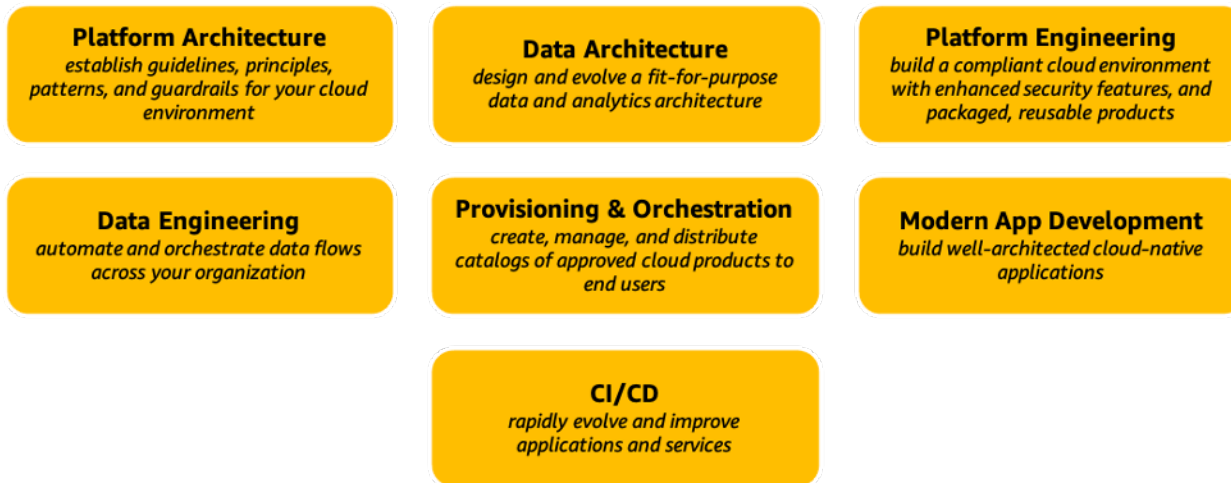 Platform Architecture
establish guidelines, principles,
patterns, and guardrails for your cloud
environment
Data Architecture
design and evolve a fit-for-purpose
data and analytics architecture
Platform Engineering
build a compliant cloud environment
with enhanced security features, and
packaged, reusable products
Data Engineering
automate and orchestrate data flows
across your organization
Provisioning & Orchestration
create, manage, and distribute
catalogs of approved cloud products to
end users
Modern App Development
build well-architected cloud-native
applications
CI/CD
rapidly evolve and improve
applications and services